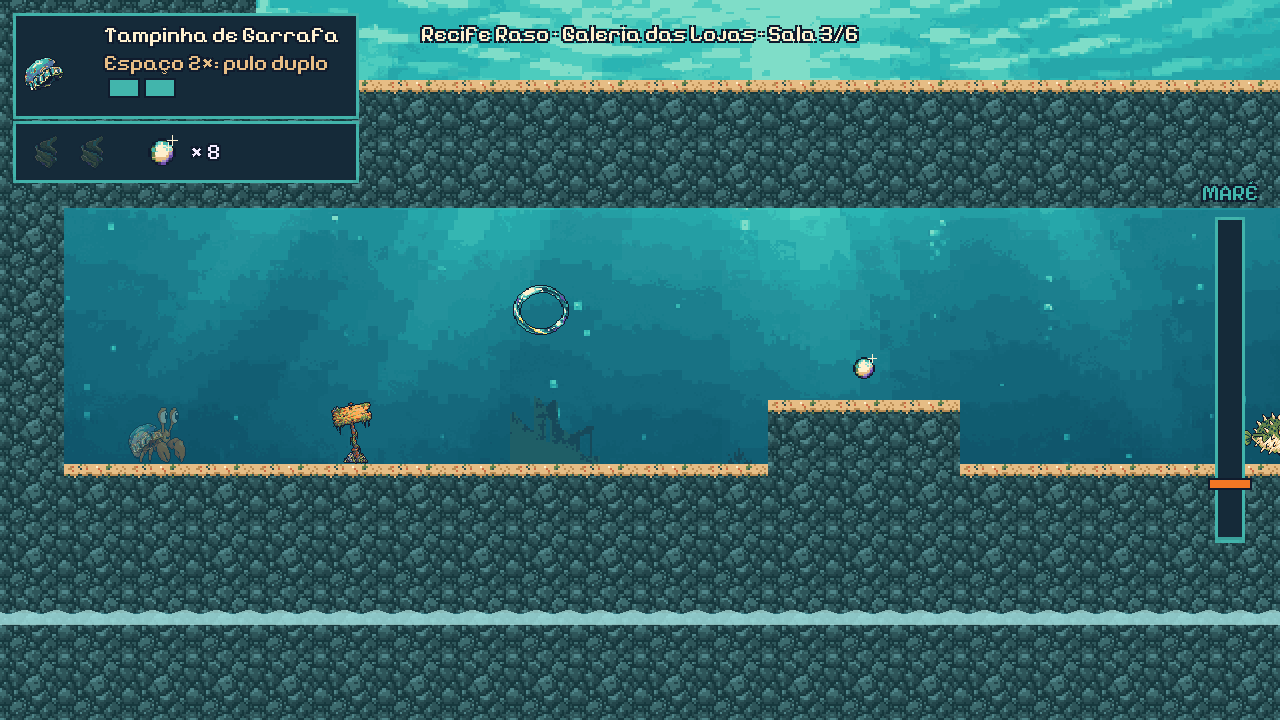 Tampinha de Garrafa
Espaço 2×: pulo duplo
× 8
Recife Raso · Galeria das Lojas · Sala 3/6
MARÉ